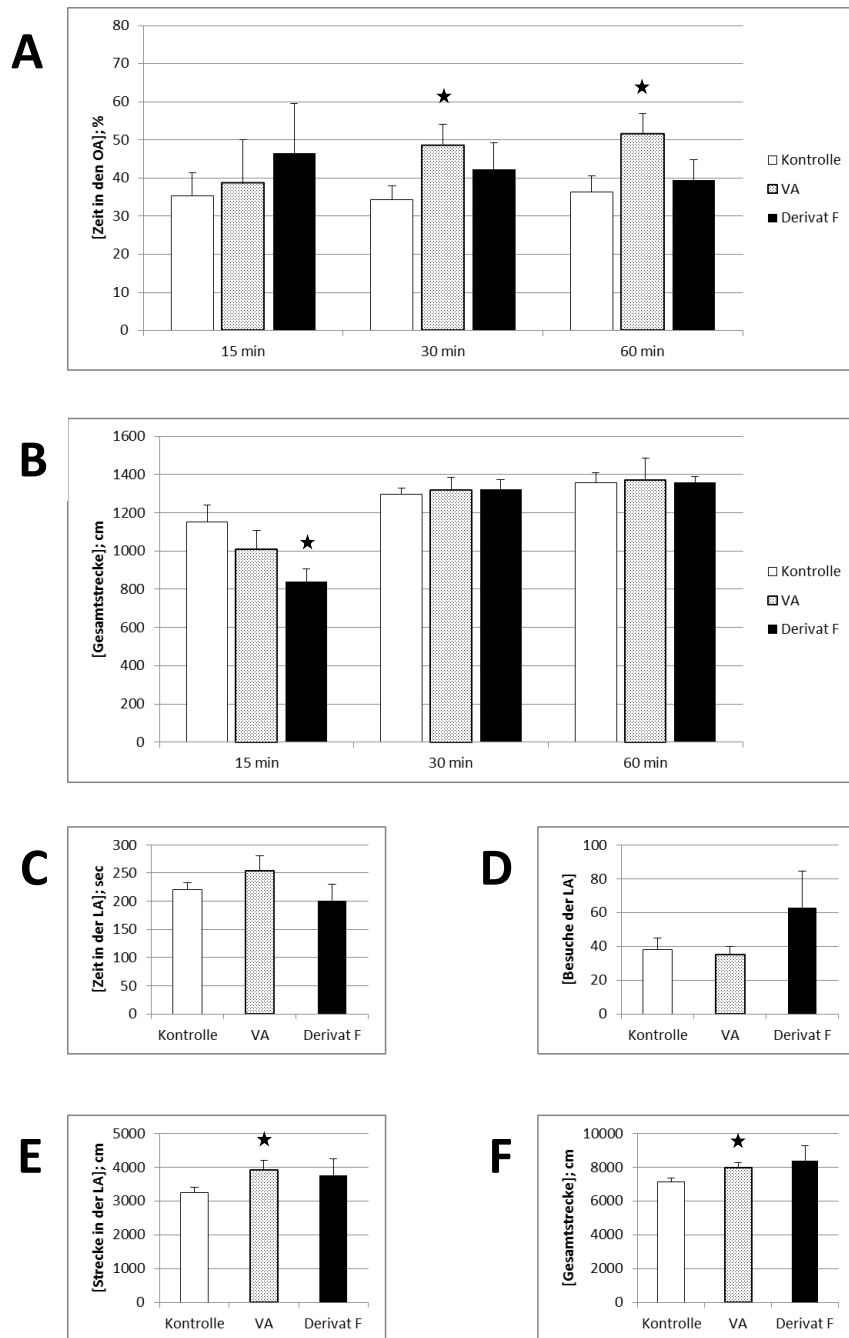 A
[Zeit in den OA]; %
80
70
60
50
40
30
20
10
0
15 min 30 min 60 min
Kontrolle
VA
Derivat F
B
[Gesamtstrecke]; cm
1600
1400
1200
1000
800
600
400
200
0
15 min 30 min 60 min
Kontrolle
VA
Derivat F
C
[Zeit in der LA]; sec
300
250
200
150
100
50
0
Kontrolle VA Derivat F
D
[Besuche der LA]
100
80
60
40
20
0
Kontrolle VA Derivat F
E
[Strecke in der LA]; cm
5000
4000
3000
2000
1000
0
Kontrolle VA Derivat F
F
[Gesamtstrecke]; cm
10000
8000
6000
4000
2000
0
Kontrolle VA Derivat F